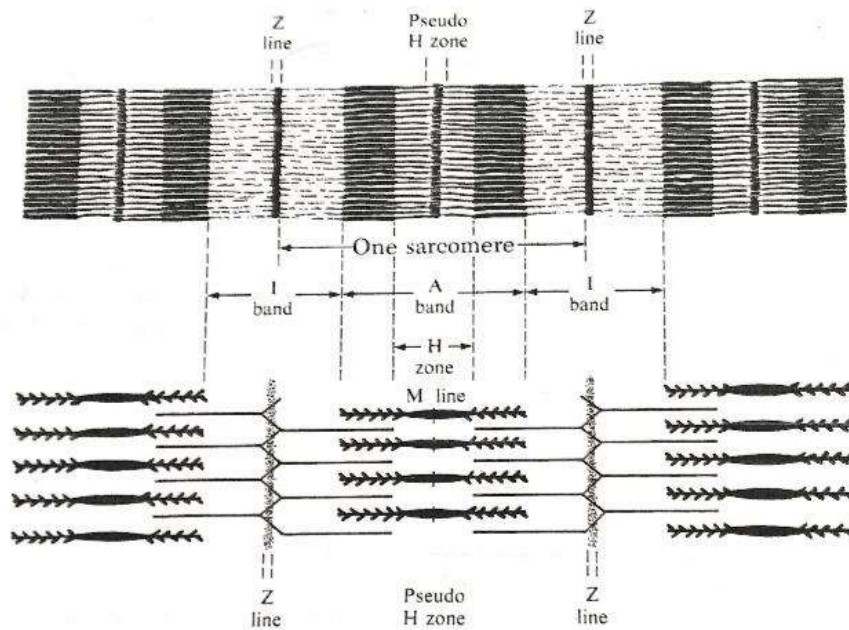 Z
line
Pseudo
H zone
Z
line
One sarcomere
I
band
A
band
I
band
H
zone
M line
Z
line
Pseudo
H zone
Z
line